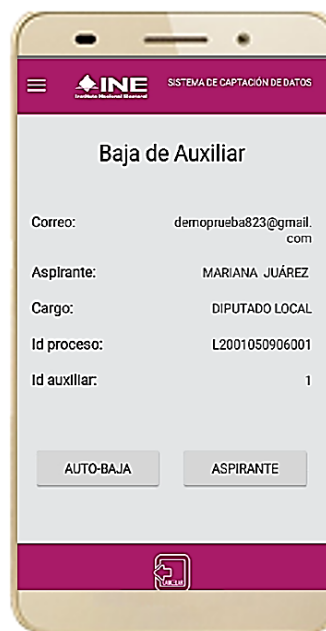 INE
Instituto Nacional Electoral
SISTEMA DE CAPTACIÓN DE DATOS
Baja de Auxiliar
Correo: demoprueba823@gmail.
com
Aspirante: MARIANA JUÁREZ
Cargo: DIPUTADO LOCAL
Id proceso: L2001050906001
Id auxiliar: 1
AUTO-BAJA ASPIRANTE